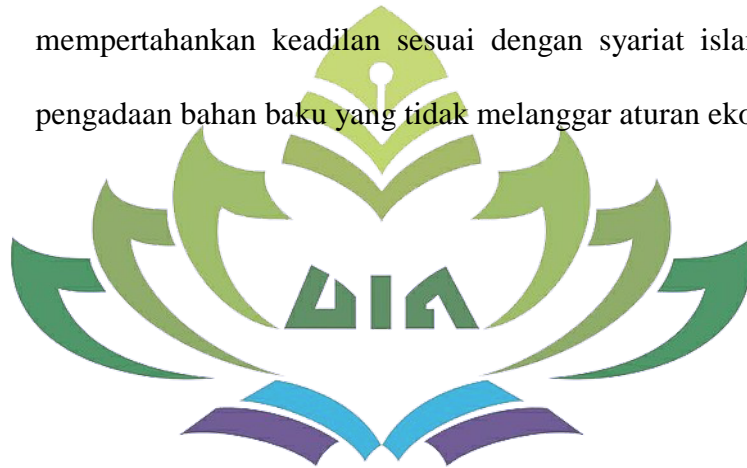 mempertahankan keadilan sesuai dengan syariat isla
pengadaan bahan baku yang tidak melanggar aturan eko
UIN